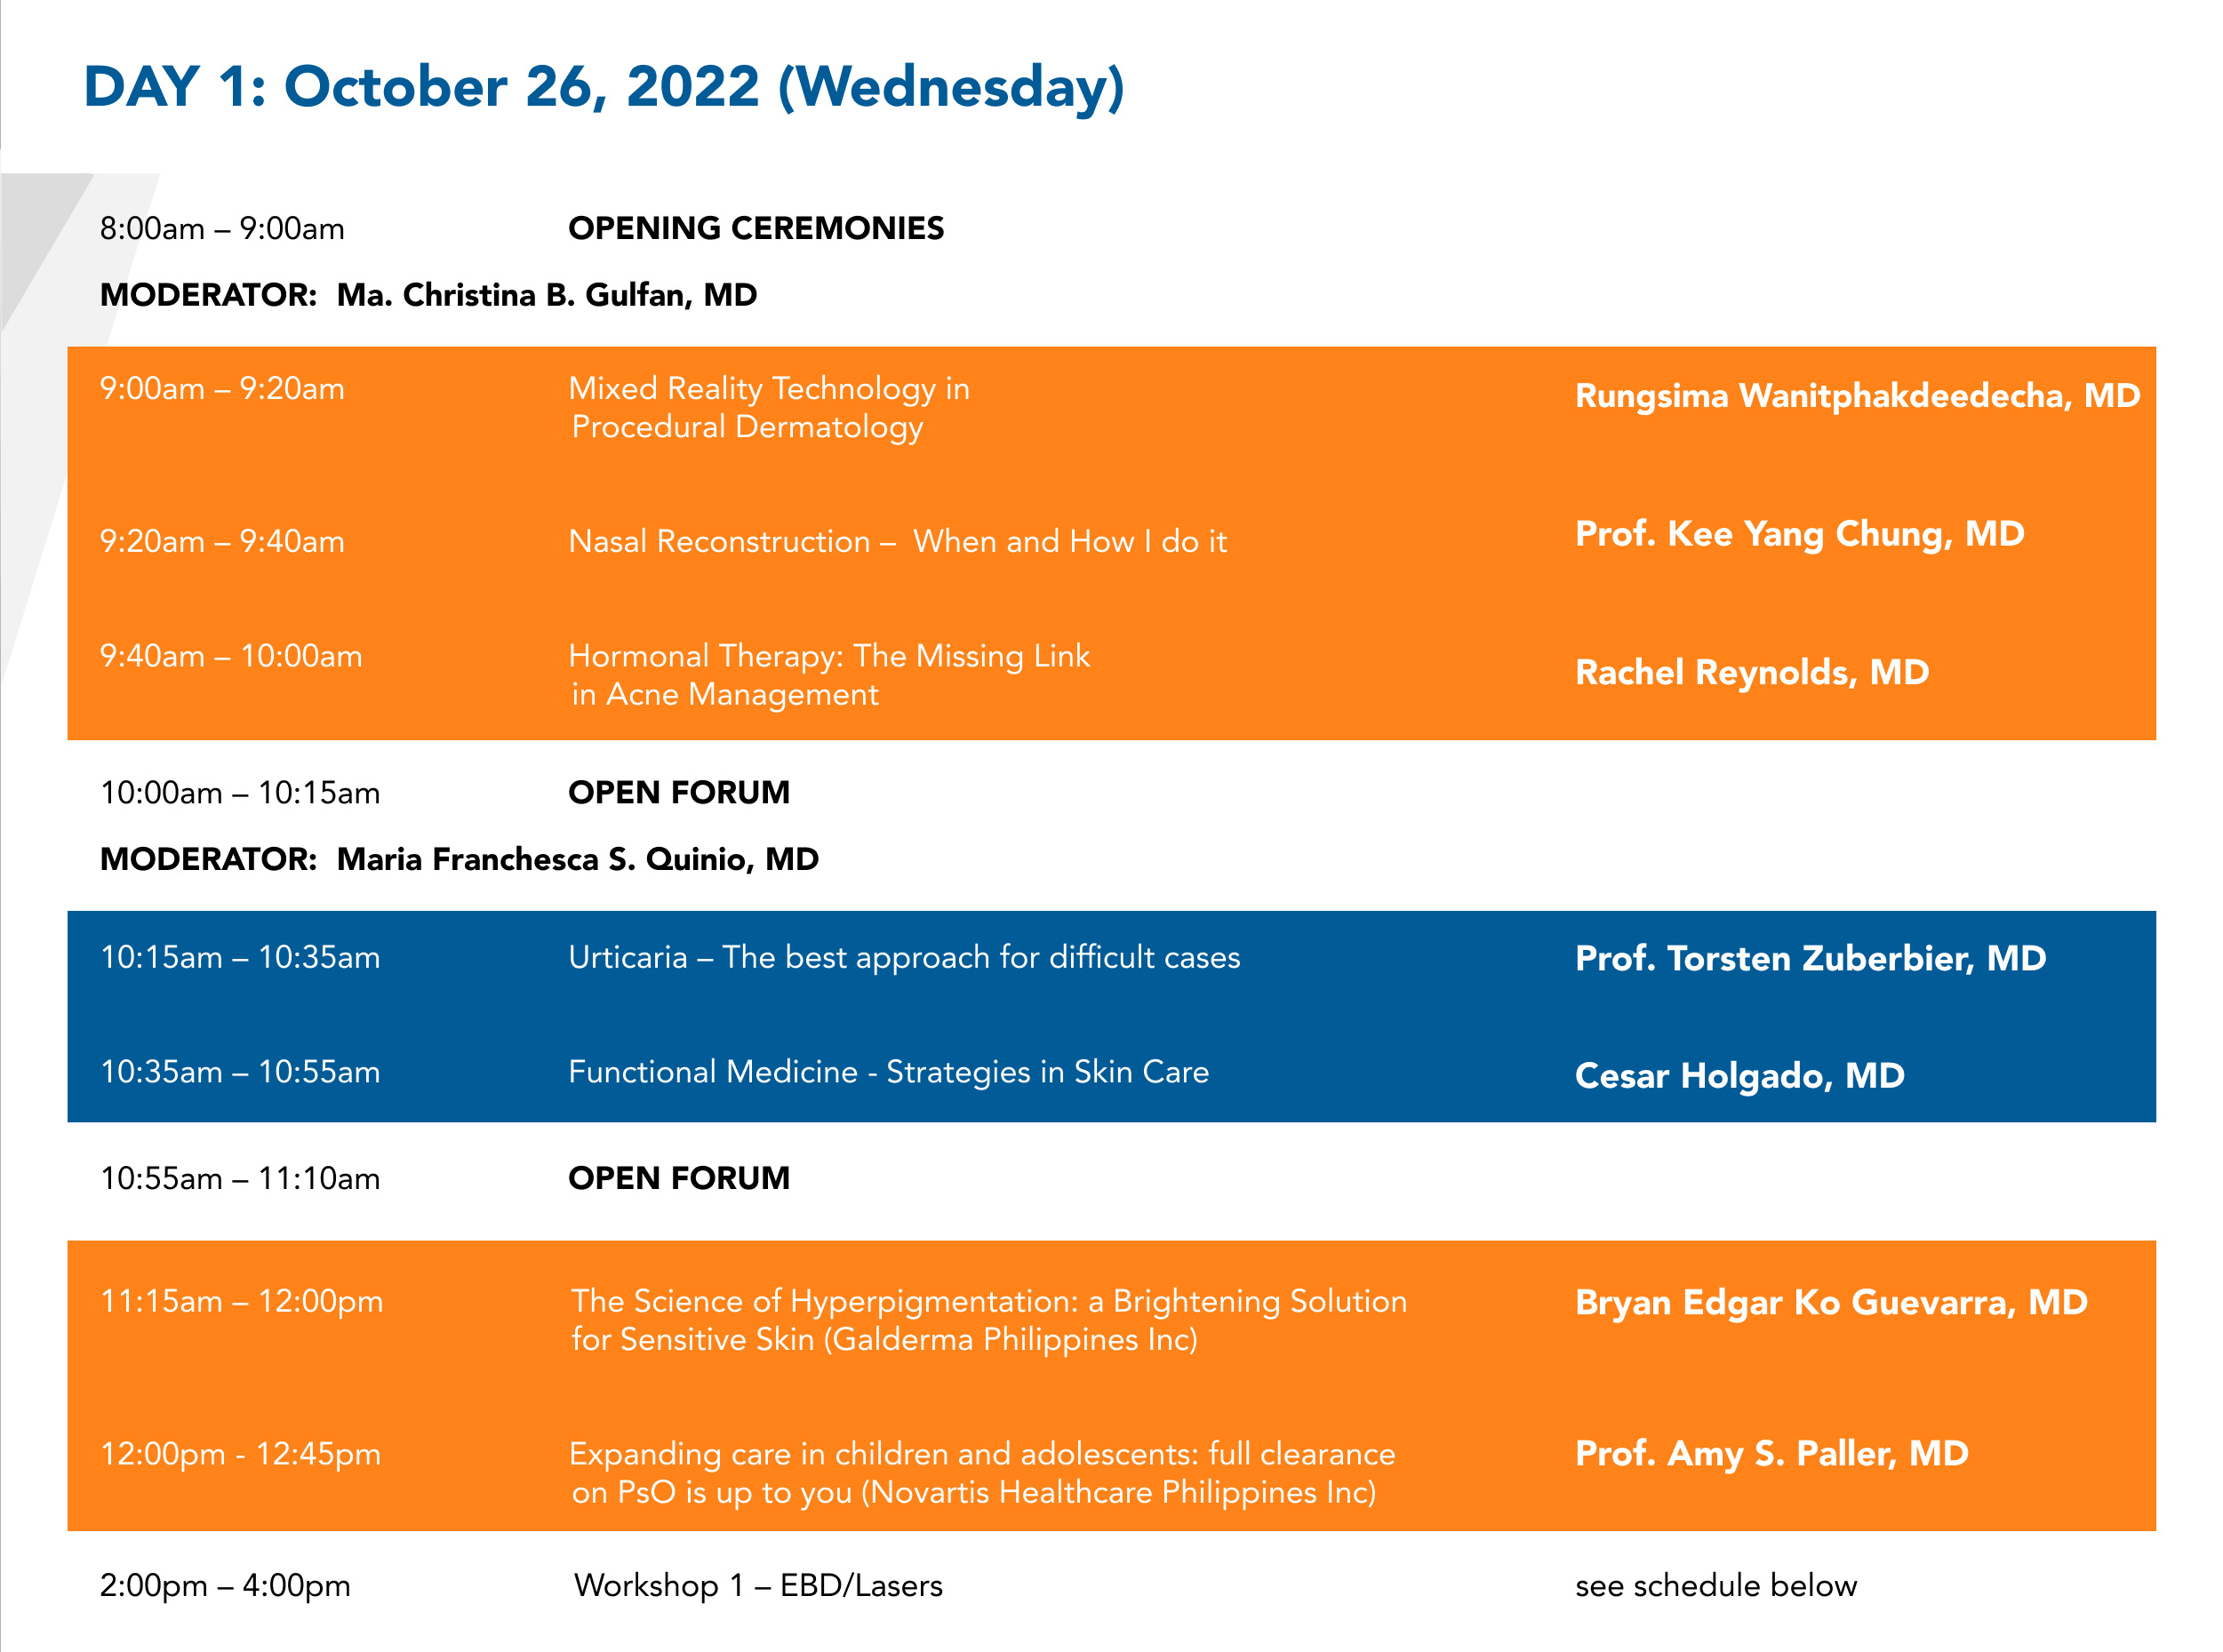 DAY 1: October 26, 2022 (Wednesday)
8:00am – 9:00am OPENING CEREMONIES
MODERATOR: Ma. Christina B. Gulfan, MD
9:00am – 9:20am Mixed Reality Technology in Rungsima Wanitphakdeedecha, MD
Procedural Dermatology
9:20am – 9:40am Nasal Reconstruction – When and How I do it Prof. Kee Yang Chung, MD
9:40am – 10:00am Hormonal Therapy: The Missing Link Rachel Reynolds, MD
in Acne Management
10:00am – 10:15am OPEN FORUM
MODERATOR: Maria Franchesca S. Quinio, MD
10:15am – 10:35am Urticaria – The best approach for difficult cases Prof. Torsten Zuberbier, MD
10:35am – 10:55am Functional Medicine - Strategies in Skin Care Cesar Holgado, MD
10:55am – 11:10am OPEN FORUM
11:15am – 12:00pm The Science of Hyperpigmentation: a Brightening Solution Bryan Edgar Ko Guevarra, MD
for Sensitive Skin (Galderma Philippines Inc)
12:00pm - 12:45pm Expanding care in children and adolescents: full clearance Prof. Amy S. Paller, MD
on PsO is up to you (Novartis Healthcare Philippines Inc)
2:00pm – 4:00pm Workshop 1 – EBD/Lasers see schedule below